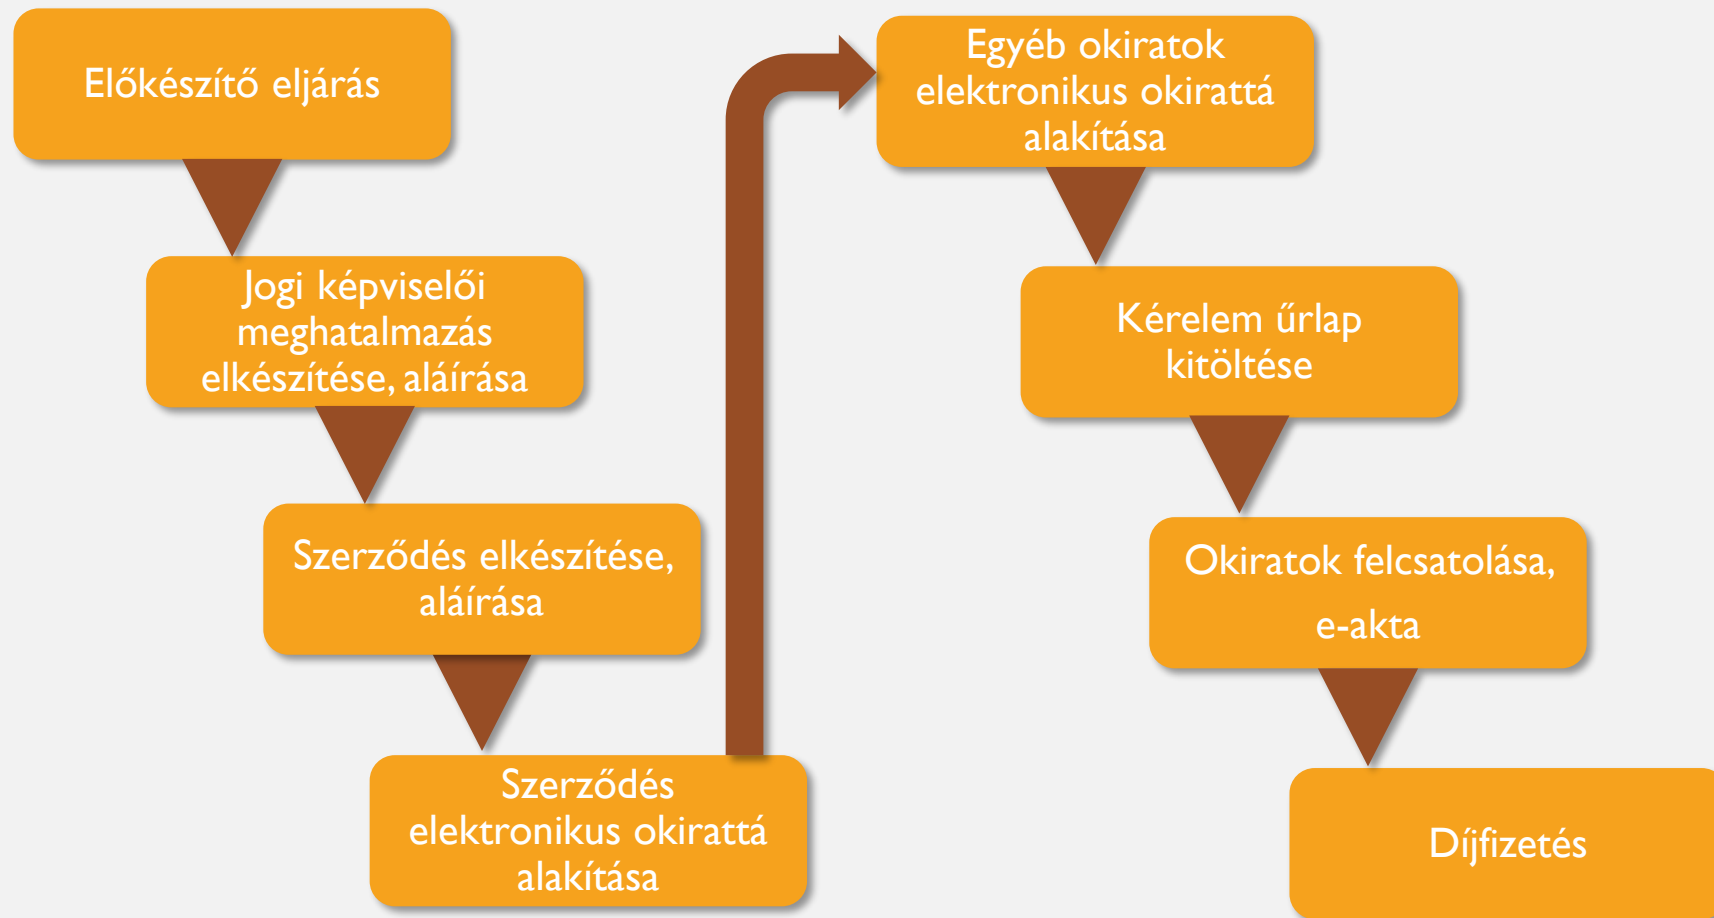 Előkészítő eljárás
Jogi képviselői
meghatalmazás
elkészítése, aláírása
Szerződés elkészítése,
aláírása
Szerződés
elektronikus okirattá
alakítása
Egyéb okiratok
elektronikus okirattá
alakítása
Kérelem űrlap
kitöltése
Okiratok felcsatolása,
e-akta
Díjfizetés